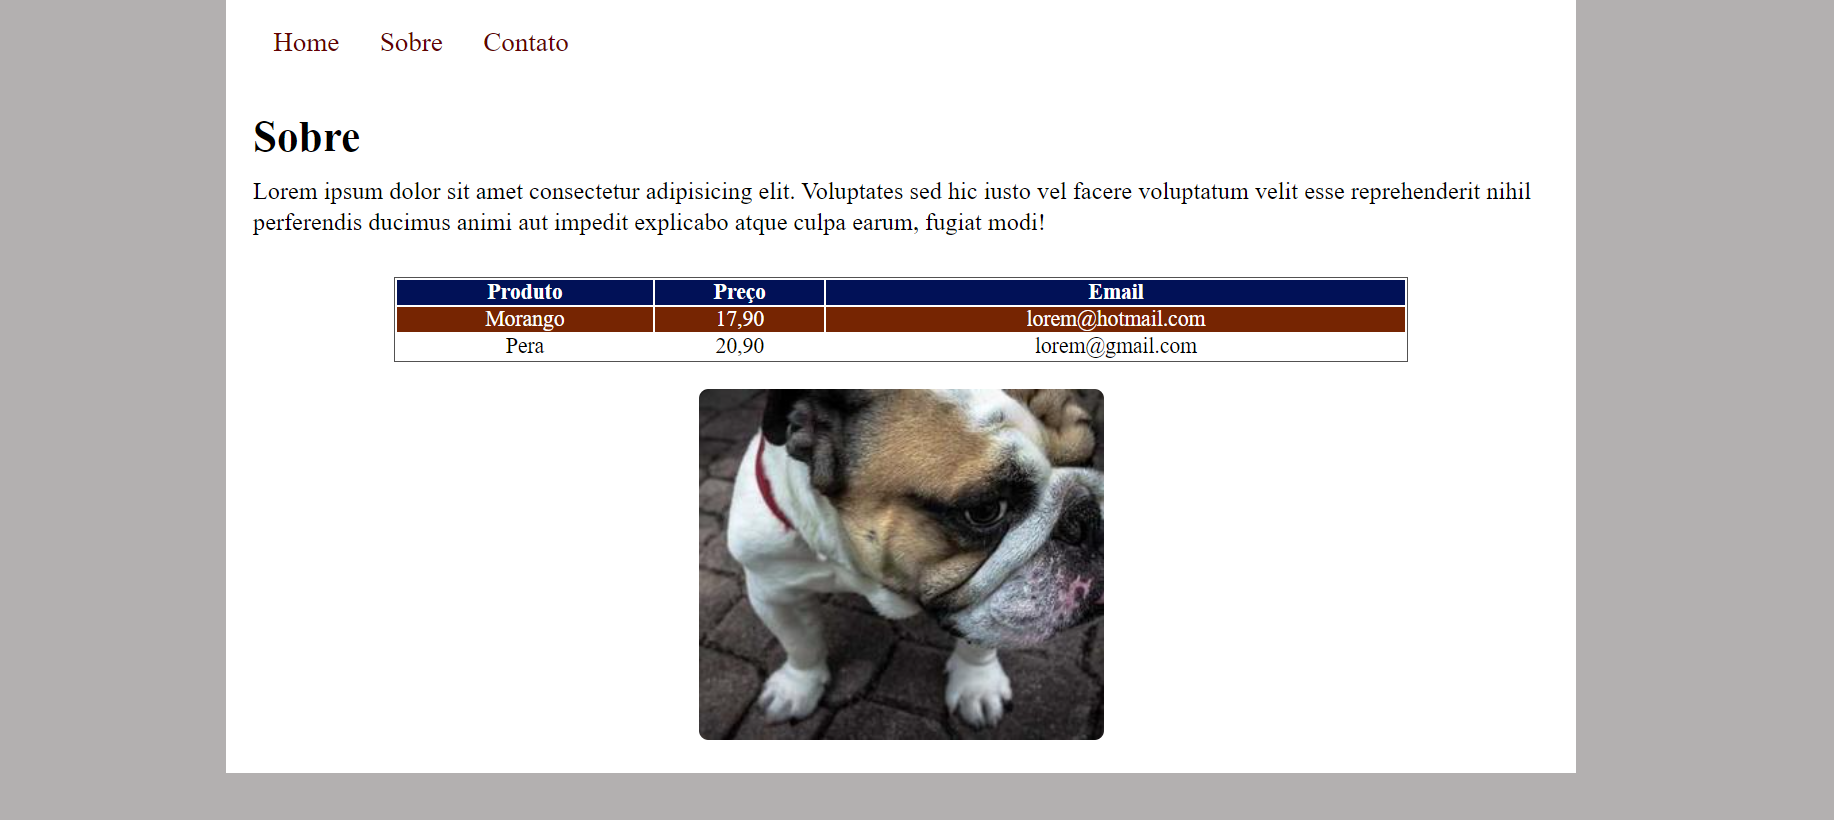 Home Sobre Contato
Sobre
Lorem ipsum dolor sit amet consectetur adipisicing elit. Voluptates sed hic iusto vel facere voluptatum velit esse reprehenderit nihil
perferendis ducimus animi aut impedit explicabo atque culpa earum, fugiat modi!
Produto Preço Email
Morango 17,90 lorem@hotmail.com
Pera 20,90 lorem@gmail.com